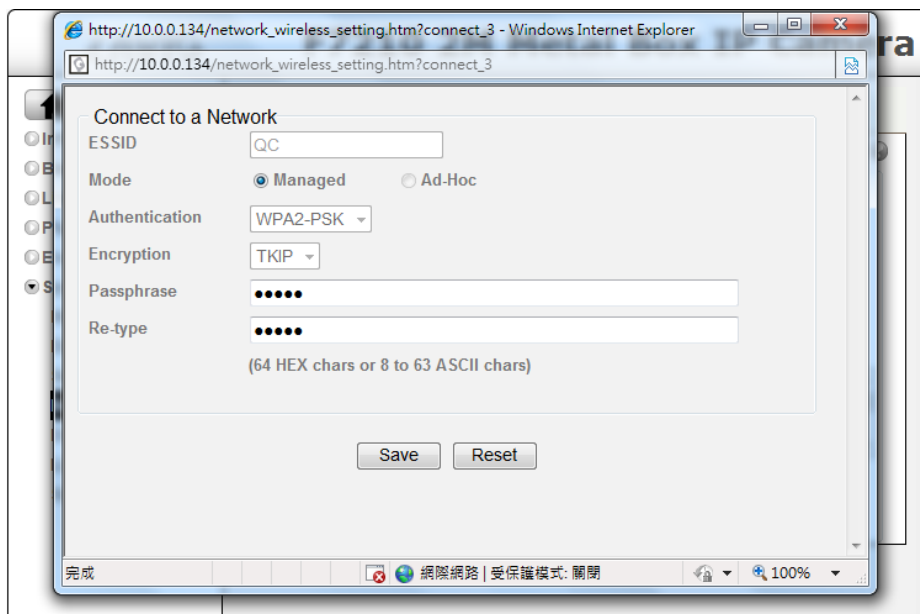 http://10.0.0.134/network_wireless_setting.htm?connect_3 - Windows Internet Explorer
http://10.0.0.134/network_wireless_setting.htm?connect_3
Connect to a Network
ESSID QC
Mode Managed Ad-Hoc
Authentication WPA2-PSK
Encryption TKIP
Passphrase •••••
Re-type •••••
(64 HEX chars or 8 to 63 ASCII chars)
Save Reset
完成 網際網路 | 受保護模式: 關閉 100%